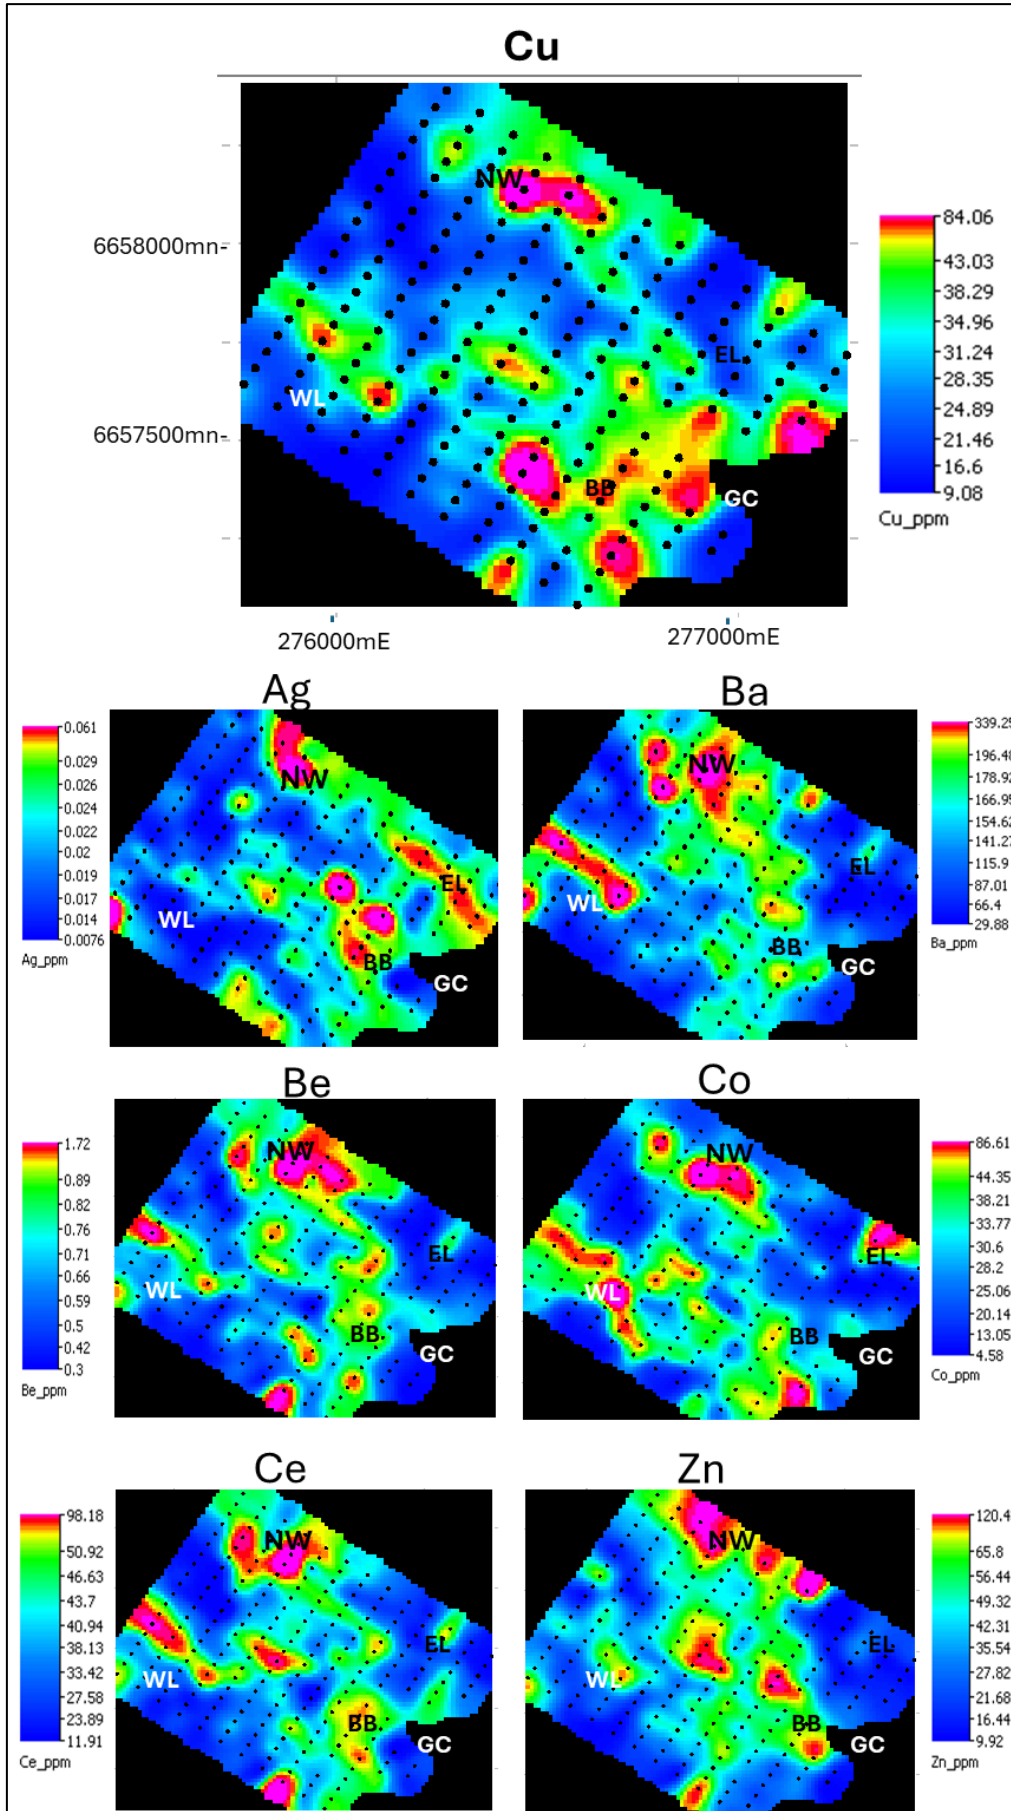 Cu
NW
6658000mn-
EL
WL
6657500mn-
BB
GC
84.06
43.03
38.29
34.96
31.24
28.35
24.89
21.46
16.6
9.08
Cu_ppm
276000mE
277000mE
Ag
0.061
0.029
0.026
0.024
0.022
0.02
0.019
0.017
0.014
0.0076
Ag_ppm
NW
EL
WL
BB
GC
Ba
NW
EL
WL
BB
GC
339.25
196.48
178.92
166.95
154.62
141.27
115.9
87.01
66.4
29.88
Ba_ppm
Be
1.72
0.89
0.82
0.76
0.71
0.66
0.59
0.5
0.42
0.3
Be_ppm
NW
EL
WL
BB
GC
Co
NW
EL
WL
BB
GC
86.61
44.35
38.21
33.77
30.6
28.2
25.06
20.14
13.05
4.58
Co_ppm
Ce
98.18
50.92
46.63
43.7
40.94
38.13
33.42
27.58
23.89
11.91
Ce_ppm
NW
EL
WL
BB
GC
Zn
NW
EL
WL
BB
GC
120.4
65.8
56.44
49.32
42.31
35.54
27.82
21.68
16.44
9.92
Zn_ppm